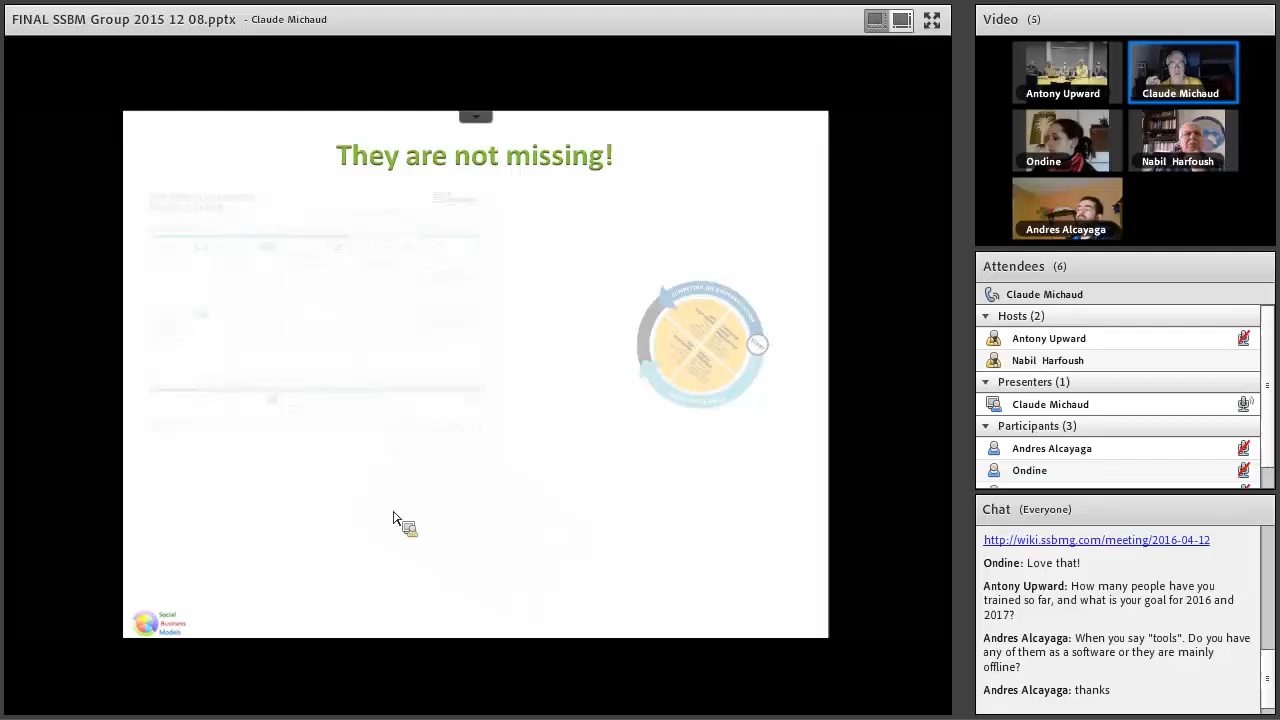 FINAL SSBM Group 2015 12 08.pptx - Claude Michaud
They are not missing!
START
Social
Business
Models
Video (5)
Antony Upward
Claude Michaud
Ondine
Nabil Harfoush
Andres Alcayaga
Attendees (6)
Claude Michaud
Hosts (2)
Antony Upward
Nabil Harfoush
Presenters (1)
Claude Michaud
Participants (3)
Andres Alcayaga
Ondine
Chat (Everyone)
http://wiki.ssbmg.com/meeting/2016-04-12
Ondine: Love that!
Antony Upward: How many people have you
trained so far, and what is your goal for 2016 and
2017?
Andres Alcayaga: When you say "tools". Do you have
any of them as a software or they are mainly
offline?
Andres Alcayaga: thanks